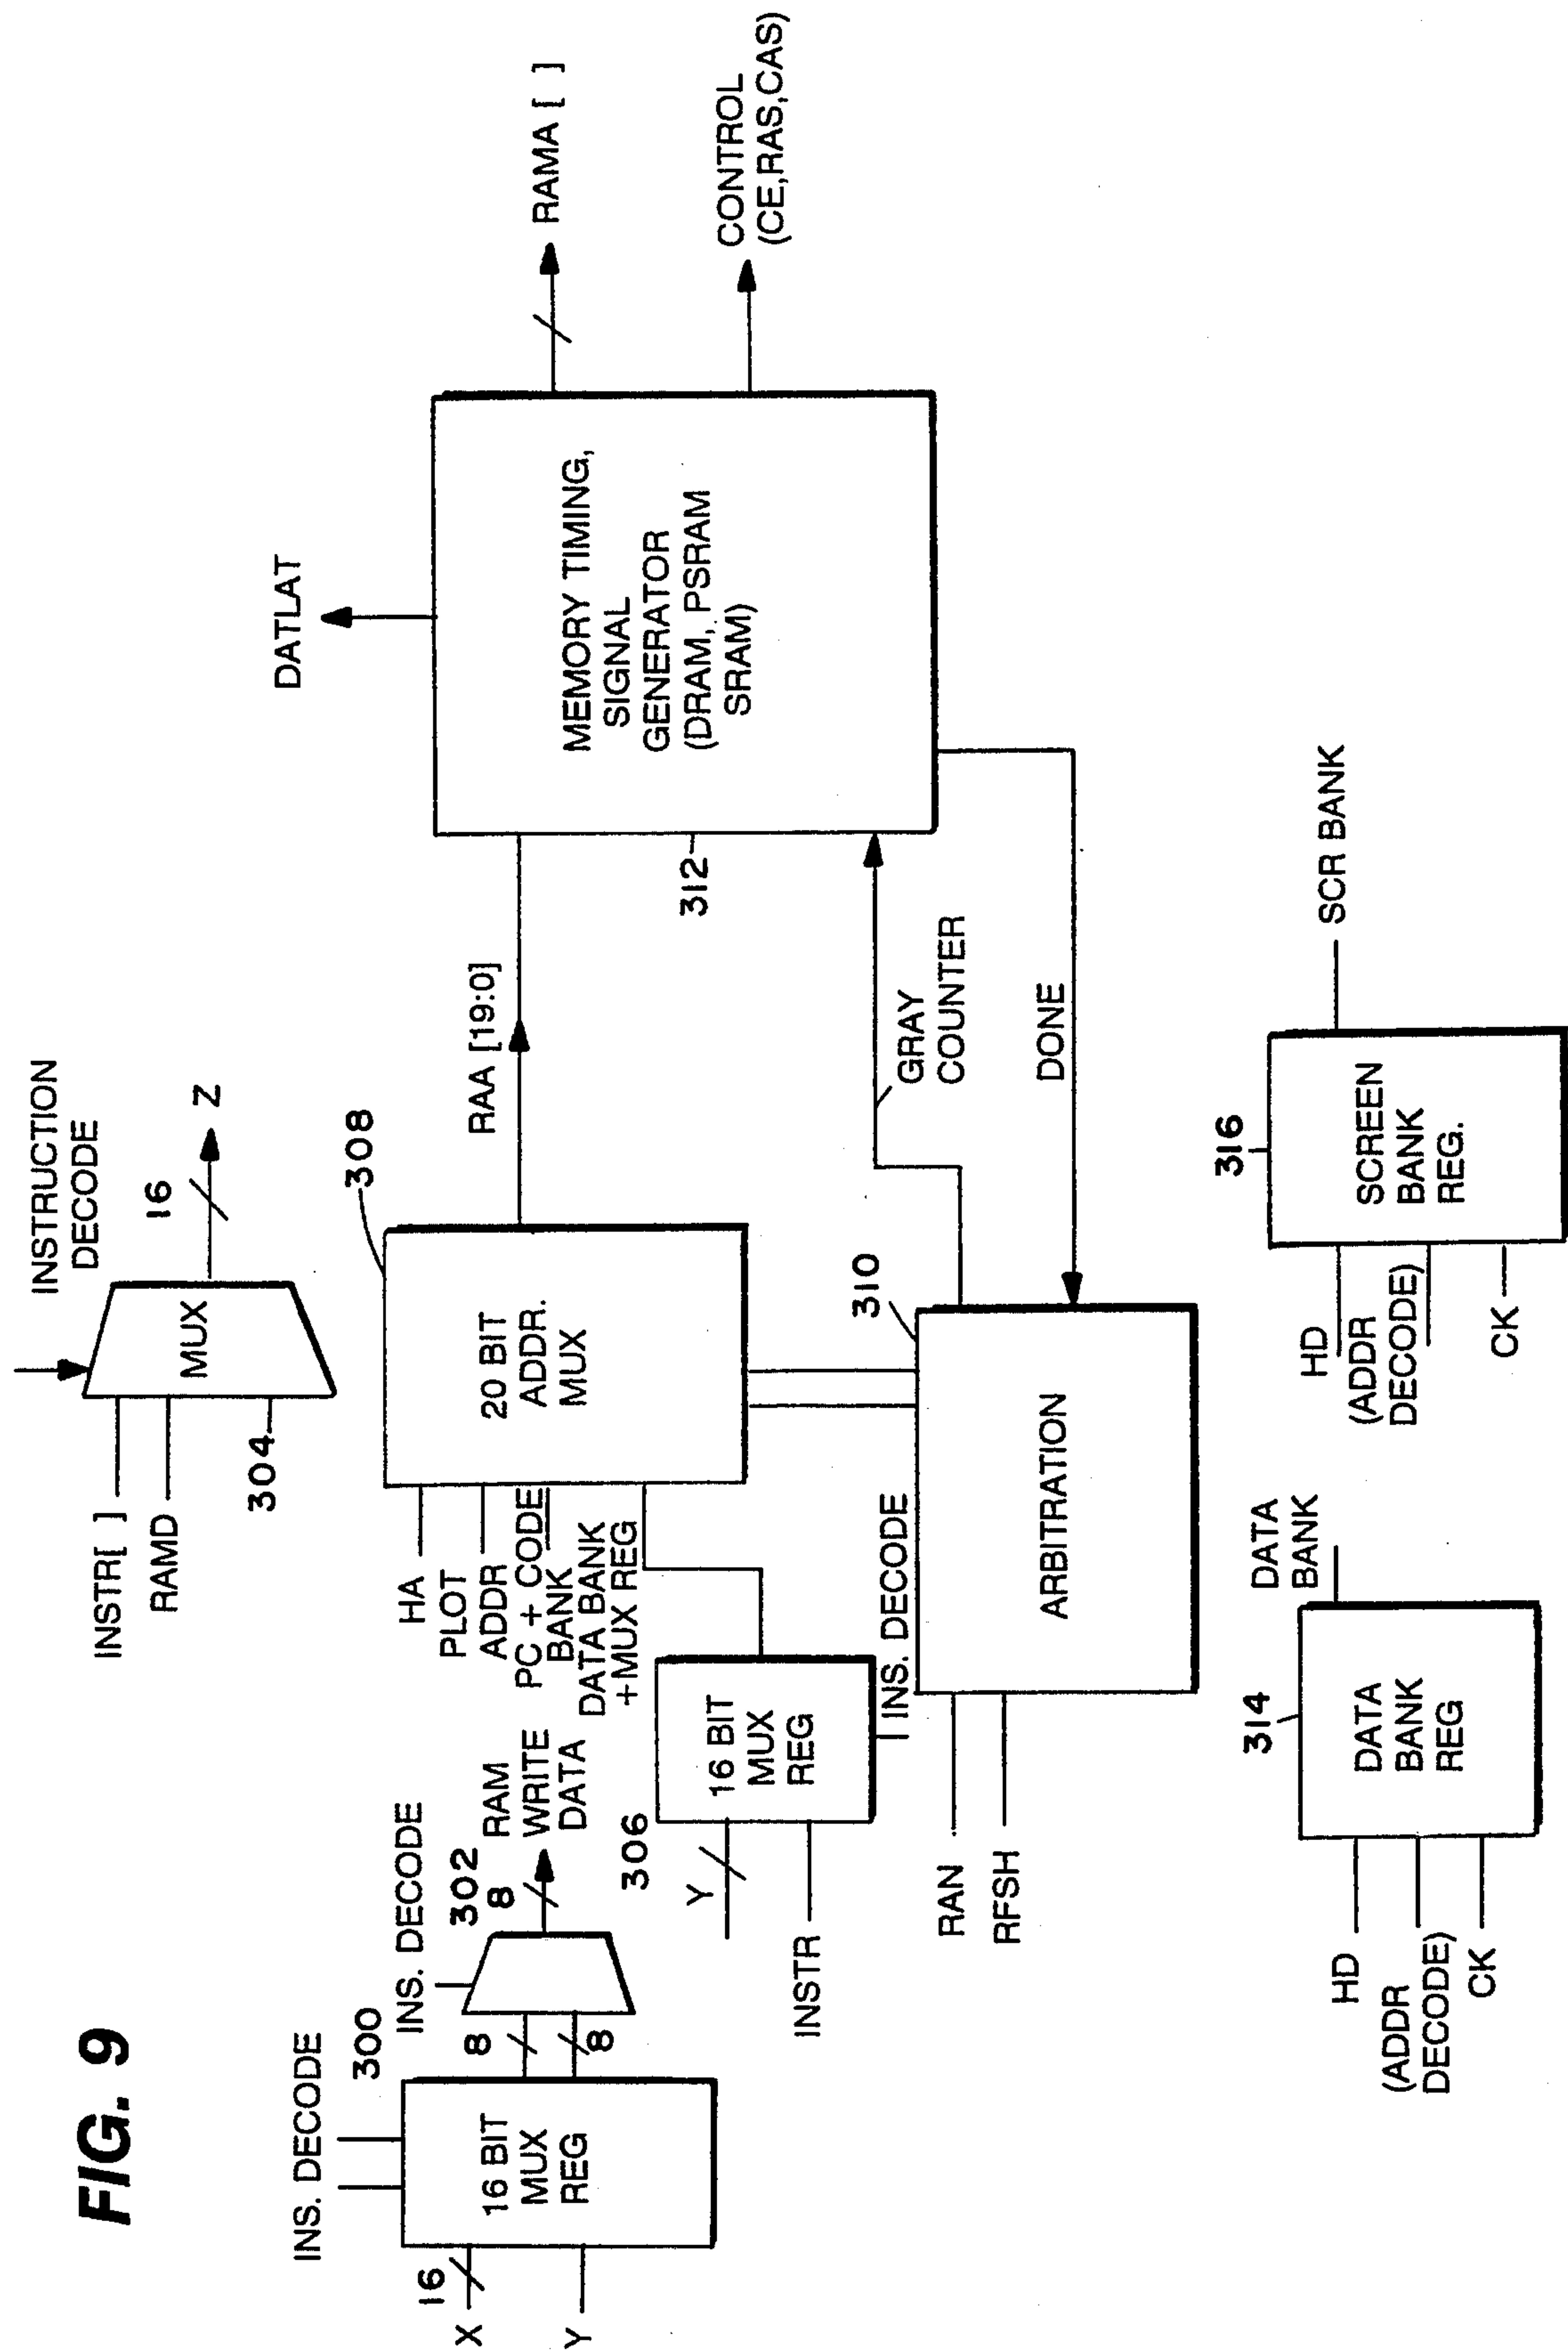 FIG. 9
INS. DECODE
300
X
16
Y
16 BIT
MUX
REG
8
8
INS. DECODE
302
8
RAM
WRITE
DATA
INSTRUCTION
DECODE
INSTR[ ]
RAMD
304
MUX
16
Z
HA
PLOT
ADDR
PC + CODE
BANK
DATA BANK
+MUX REG
308
20 BIT
ADDR.
MUX
RAA [19:0]
306
Y
INSTR
16 BIT
MUX
REG
INS. DECODE
310
RAN
RFSH
ARBITRATION
GRAY
COUNTER
DONE
DATLAT
312
MEMORY TIMING,
SIGNAL
GENERATOR
(DRAM, PSRAM
SRAM)
RAMA [ ]
CONTROL
(CE,RAS,CAS)
314
HD
(ADDR
DECODE)
CK
DATA
BANK
REG
DATA
BANK
316
HD
(ADDR
DECODE)
CK
SCREEN
BANK
REG.
SCR BANK